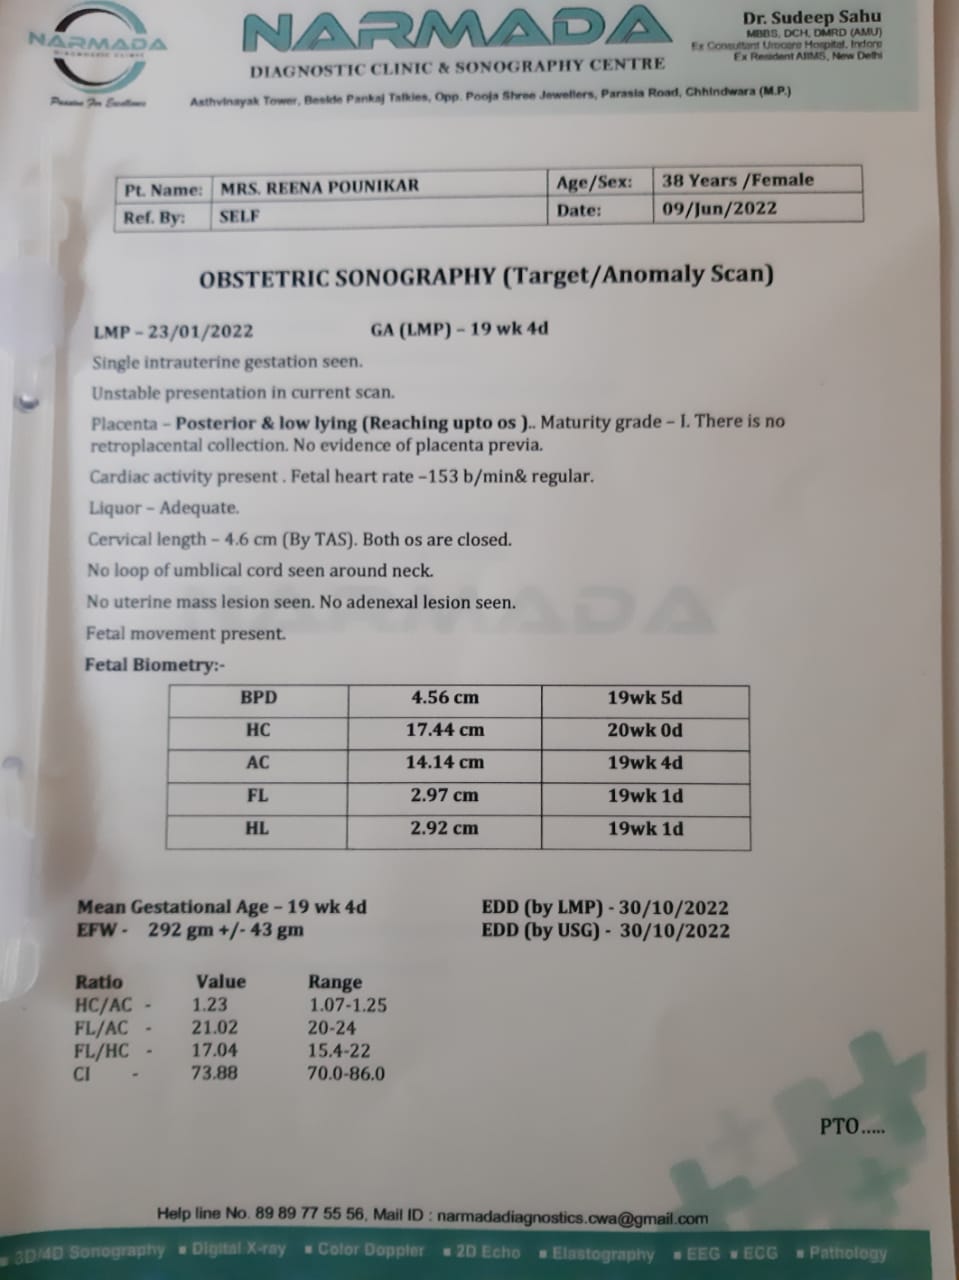 NARMADA
DIAGNOSTIC CLINIC
Passion For Excellence
NARMADA
DIAGNOSTIC CLINIC & SONOGRAPHY CENTRE
Dr. Sudeep Sahu
MBBS, DCH, DMRD (AMU)
Ex Consultant Urocare Hospital, Indore
Ex Resident AIIMS, New Delhi
Asthvinayak Tower, Beside Pankaj Talkies, Opp. Pooja Shree Jewellers, Parasia Road, Chhindwara (M.P.)
Pt. Name: MRS. REENA POUNIKAR Age/Sex: 38 Years /Female
Ref. By: SELF Date: 09/Jun/2022
OBSTETRIC SONOGRAPHY (Target/Anomaly Scan)
LMP – 23/01/2022 GA (LMP) – 19 wk 4d
Single intrauterine gestation seen.
Unstable presentation in current scan.
Placenta – Posterior & low lying (Reaching upto os ).. Maturity grade – I. There is no
retroplacental collection. No evidence of placenta previa.
Cardiac activity present . Fetal heart rate –153 b/min& regular.
Liquor – Adequate.
Cervical length – 4.6 cm (By TAS). Both os are closed.
No loop of umblical cord seen around neck.
No uterine mass lesion seen. No adenexal lesion seen.
Fetal movement present.
Fetal Biometry:-
BPD 4.56 cm 19wk 5d
HC 17.44 cm 20wk 0d
AC 14.14 cm 19wk 4d
FL 2.97 cm 19wk 1d
HL 2.92 cm 19wk 1d
Mean Gestational Age – 19 wk 4d EDD (by LMP) - 30/10/2022
EFW - 292 gm +/- 43 gm EDD (by USG) - 30/10/2022
Ratio Value Range
HC/AC - 1.23 1.07-1.25
FL/AC - 21.02 20-24
FL/HC - 17.04 15.4-22
CI - 73.88 70.0-86.0
PTO.....
Help line No. 89 89 77 55 56, Mail ID : narmadadiagnostics.cwa@gmail.com
3D/4D Sonography ▪ Digital X-ray ▪ Color Doppler ▪ 2D Echo ▪ Elastography ▪ EEG ▪ ECG ▪ Pathology